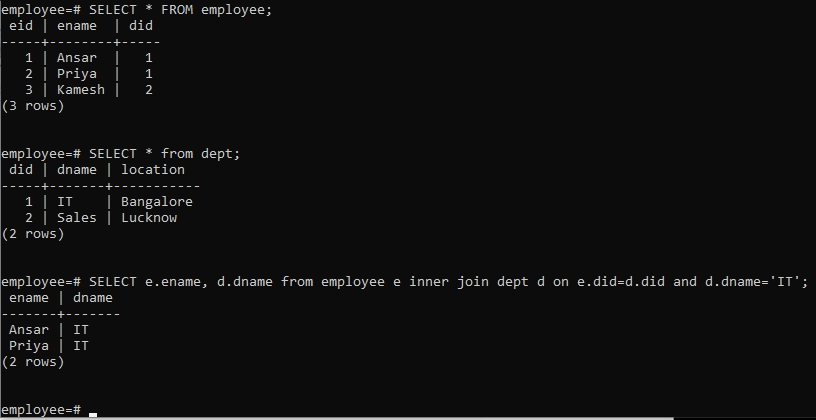 employee=# SELECT * FROM employee;
 eid | ename  | did
-----+--------+-----
   1 | Ansar  |   1
   2 | Priya  |   1
   3 | Kamesh |   2
(3 rows)
employee=# SELECT * from dept;
 did | dname | location
-----+-------+-----------
   1 | IT    | Bangalore
   2 | Sales | Lucknow
(2 rows)
employee=# SELECT e.ename, d.dname from employee e inner join dept d on e.did=d.did and d.dname='IT';
 ename | dname
-------+-------
 Ansar | IT
 Priya | IT
(2 rows)
employee=#